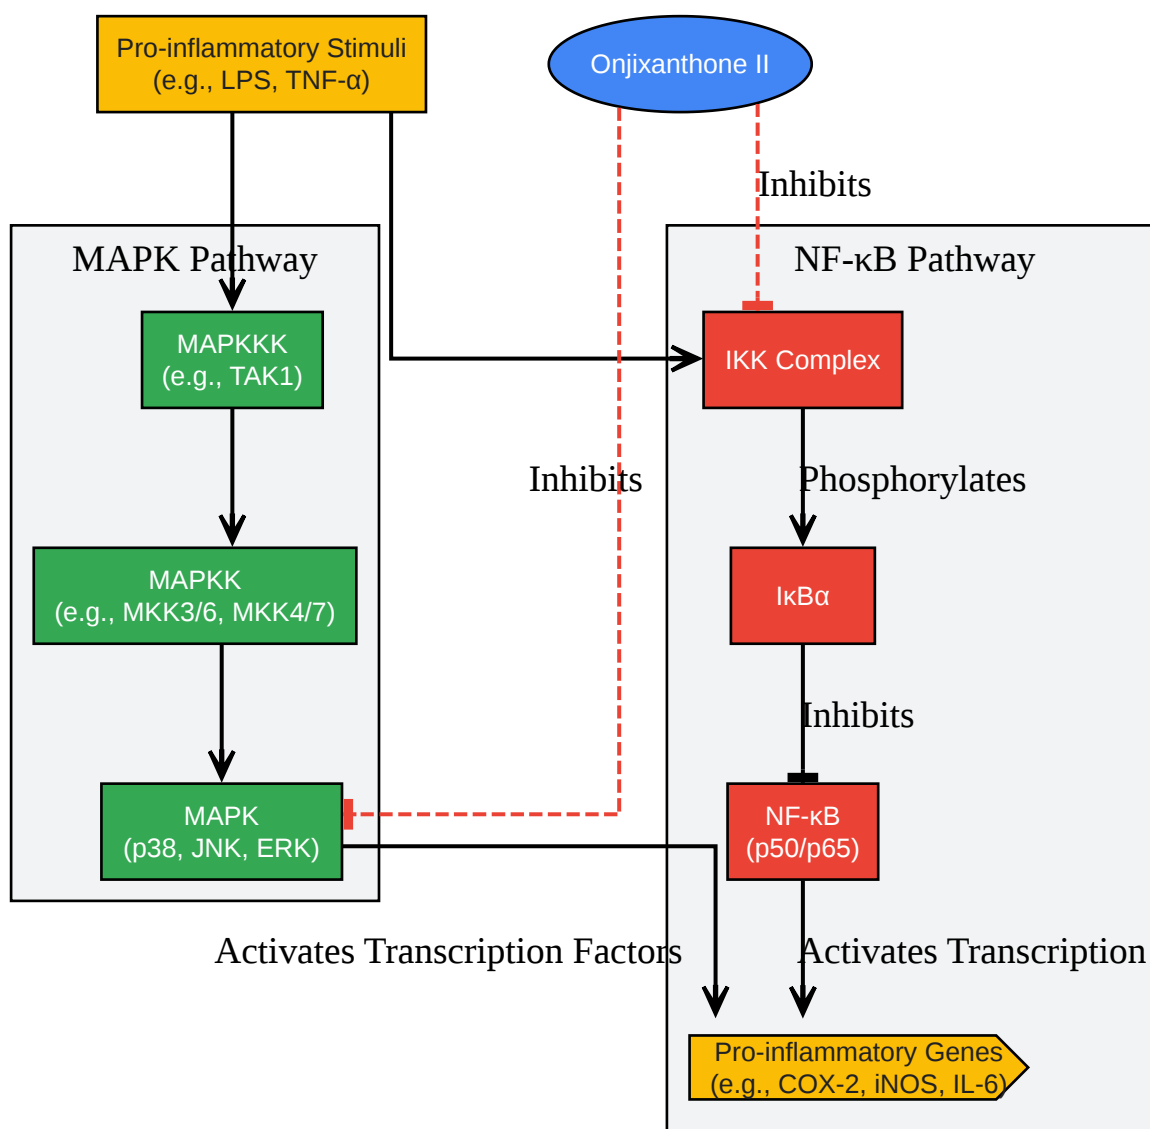 Pro-inflammatory Stimuli
(e.g., LPS, TNF-α)
Onjixanthone II
Inhibits
MAPK Pathway
NF-κB Pathway
MAPKKK
(e.g., TAK1)
IKK Complex
Inhibits
Phosphorylates
MAPKK
(e.g., MKK3/6, MKK4/7)
IκBα
Inhibits
MAPK
(p38, JNK, ERK)
NF-κB
(p50/p65)
Activates Transcription Factors
Activates Transcription
Pro-inflammatory Genes
(e.g., COX-2, iNOS, IL-6)